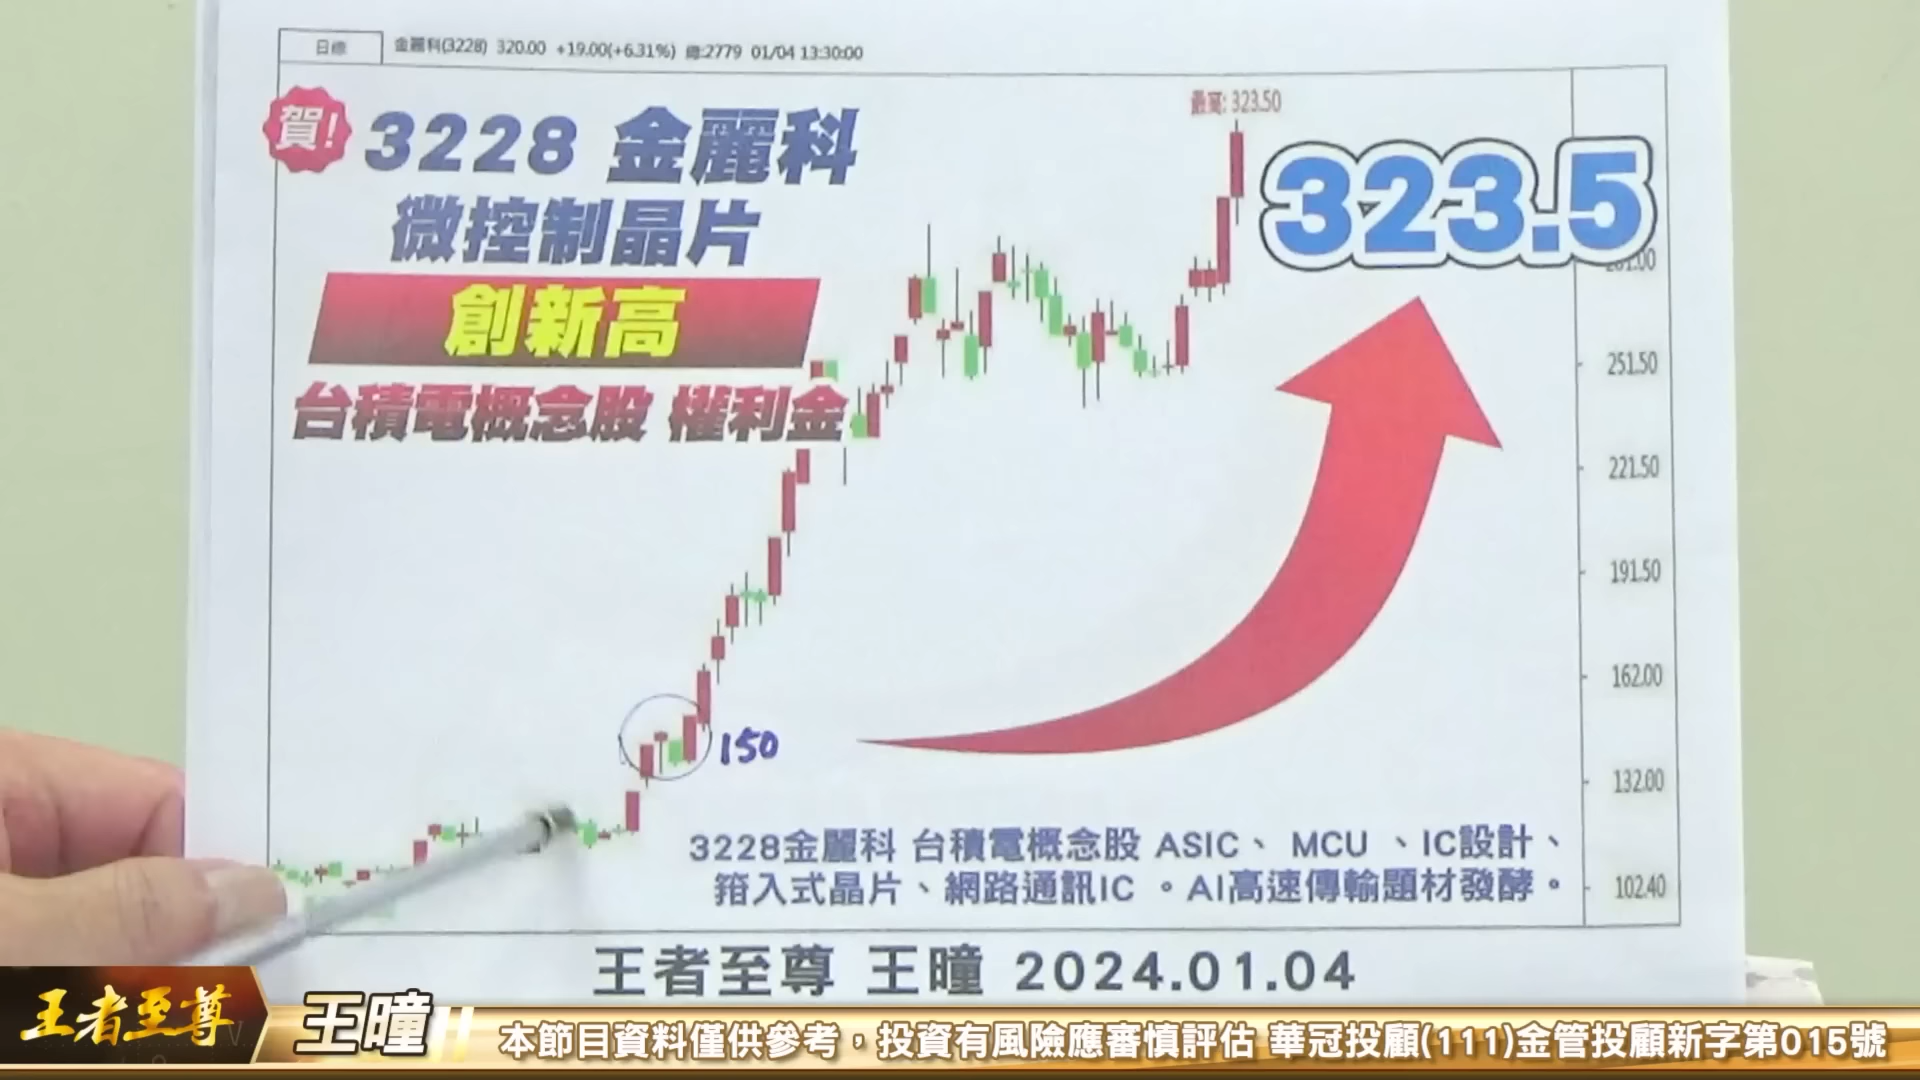 日線 金麗科(3228) 320.00 +19.00(+6.31%) 總:2779 01/04 13:30:00
最高: 323.50
賀!
3228 金麗科
323.5
微控制晶片
281.00
創新高
251.50
台積電概念股 權利金
221.50
191.50
162.00
150
132.00
3228金麗科 台積電概念股 ASIC、 MCU 、IC設計、
箝入式晶片、網路通訊IC 。AI高速傳輸題材發酵。
102.40
王者至尊 王曈 2024.01.04
王者至尊 王曈
本節目資料僅供參考，投資有風險應審慎評估 華冠投顧(111)金管投顧新字第015號